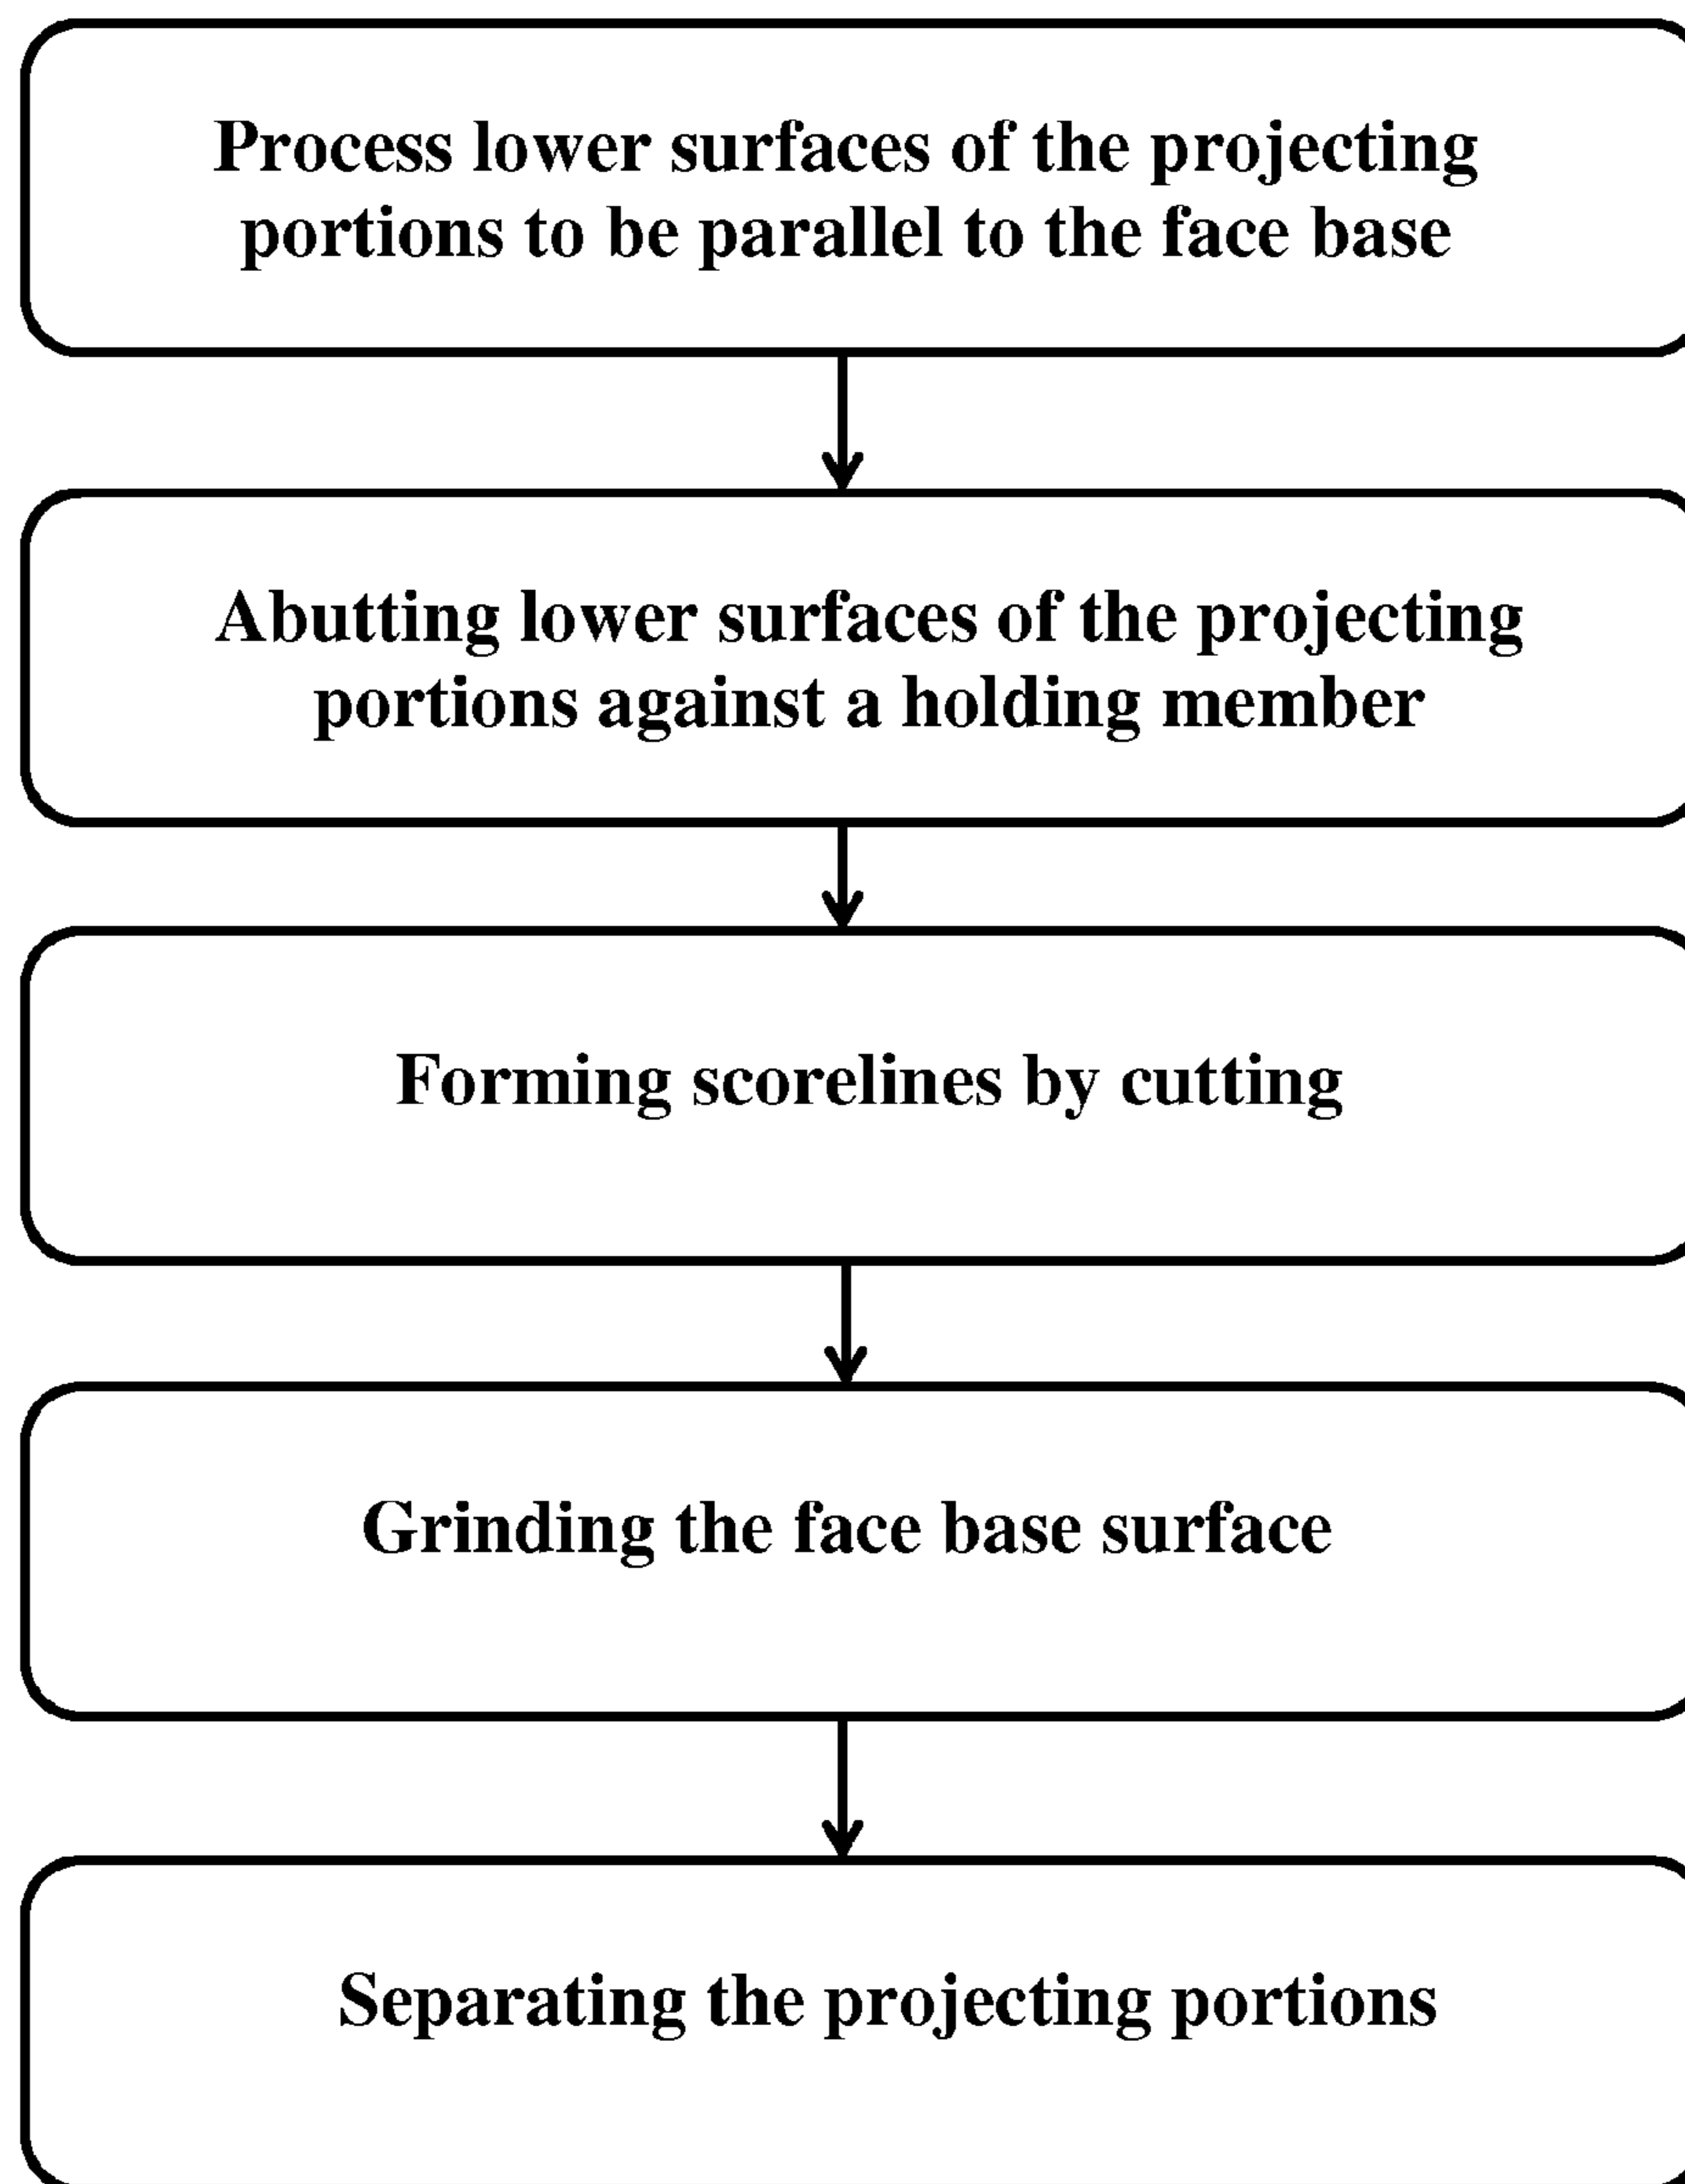 Process lower surfaces of the projecting
portions to be parallel to the face base
Abutting lower surfaces of the projecting
portions against a holding member
Forming scorelines by cutting
Grinding the face base surface
Separating the projecting portions